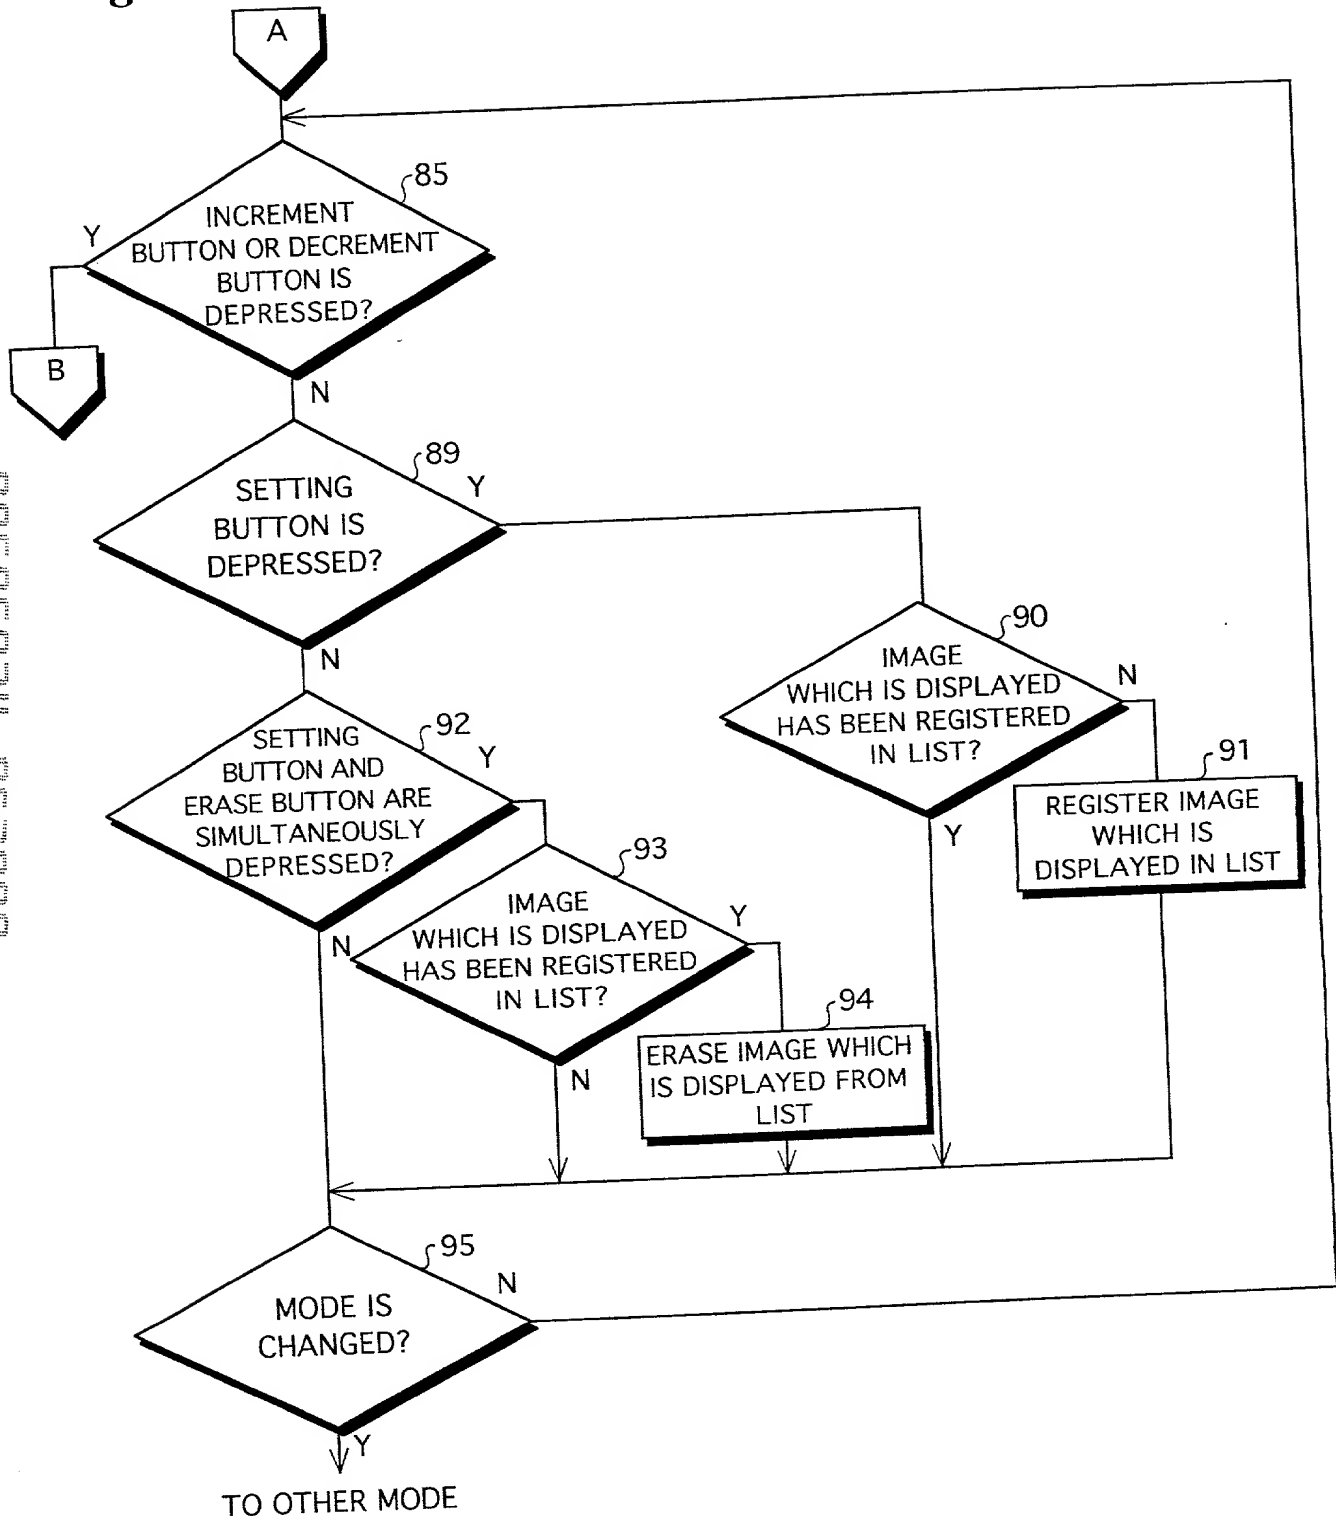 A
85
INCREMENT
BUTTON OR DECREMENT
BUTTON IS
DEPRESSED?
Y
B
N
89
SETTING
BUTTON IS
DEPRESSED?
Y
N
90
IMAGE
WHICH IS DISPLAYED
HAS BEEN REGISTERED
IN LIST?
N
Y
91
REGISTER IMAGE
WHICH IS
DISPLAYED IN LIST
92
SETTING
BUTTON AND
ERASE BUTTON ARE
SIMULTANEOUSLY
DEPRESSED?
Y
N
93
IMAGE
WHICH IS DISPLAYED
HAS BEEN REGISTERED
IN LIST?
Y
N
94
ERASE IMAGE WHICH
IS DISPLAYED FROM
LIST
95
MODE IS
CHANGED?
N
Y
TO OTHER MODE